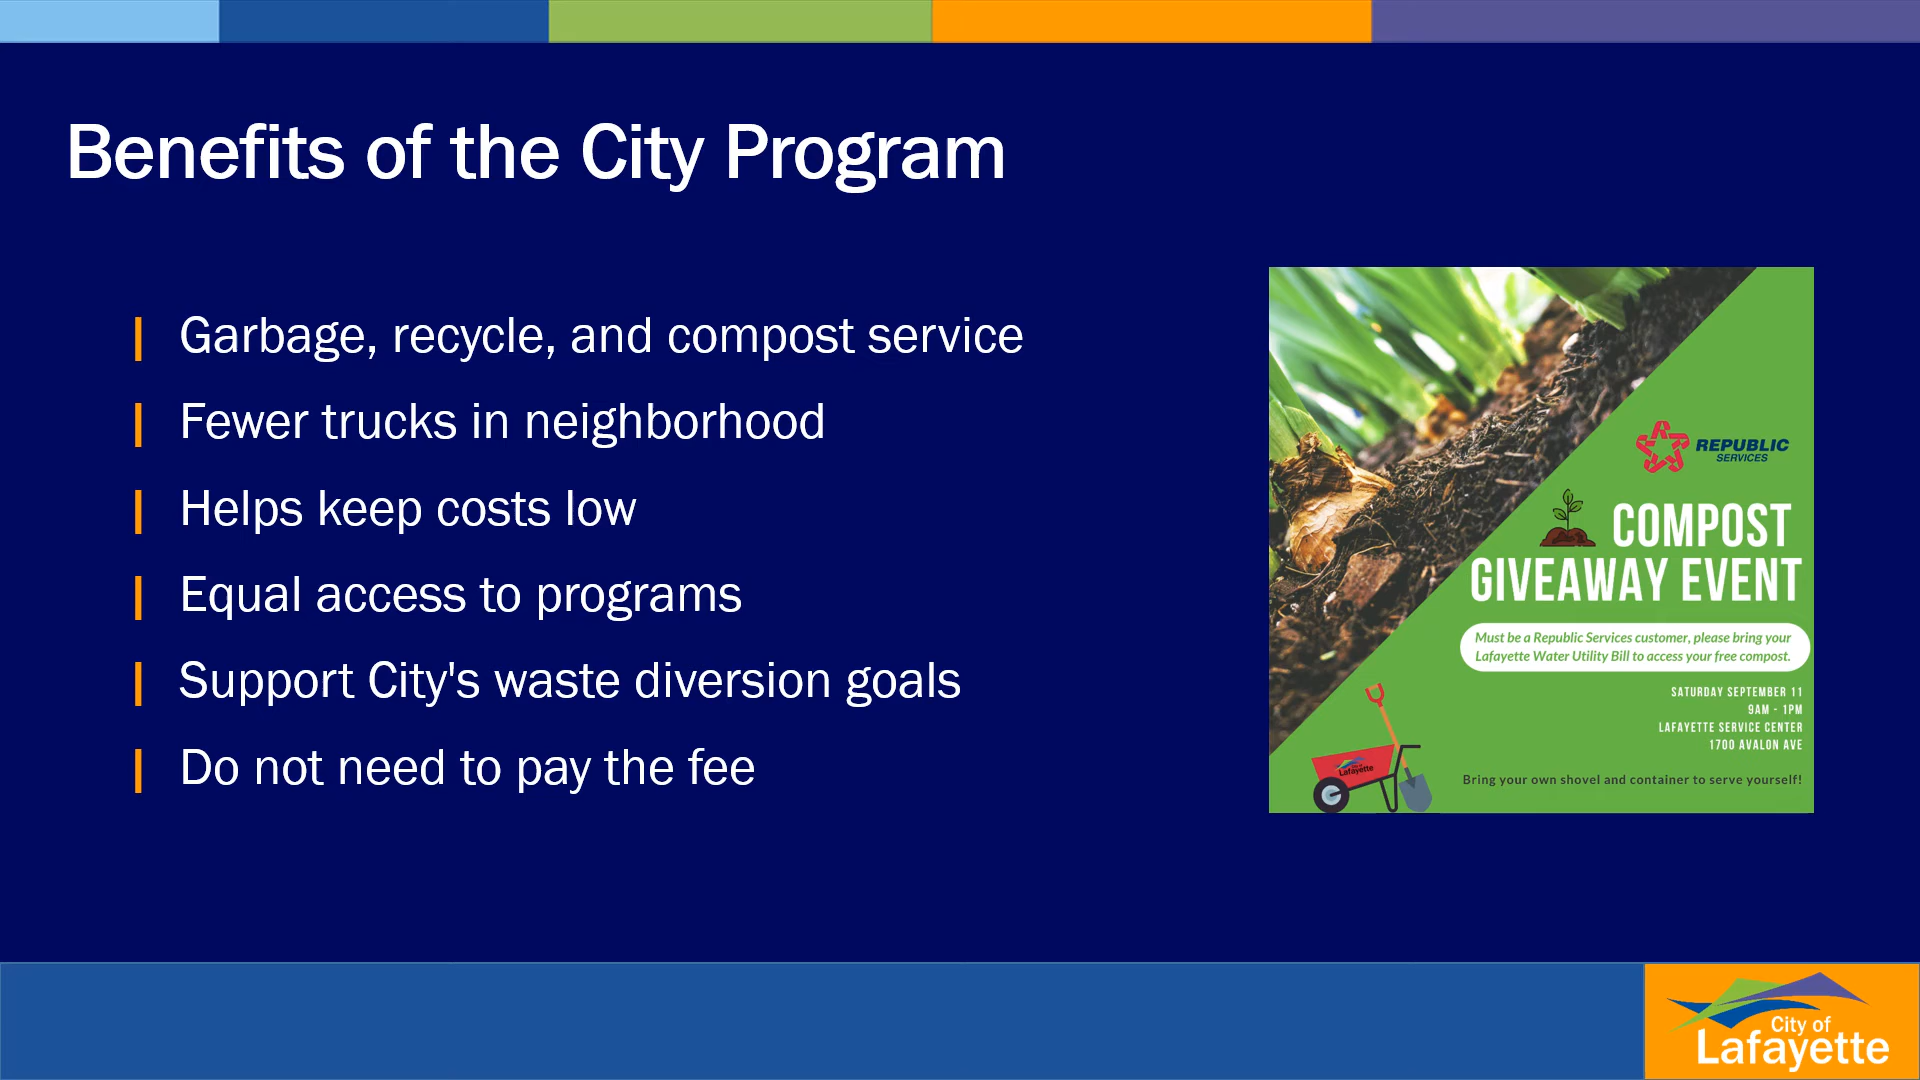 Benefits of the City Program
Garbage, recycle, and compost service
Fewer trucks in neighborhood
Helps keep costs low
Equal access to programs
Support City's waste diversion goals
Do not need to pay the fee
REPUBLIC
SERVICES
COMPOST
GIVEAWAY EVENT
Must be a Republic Services customer, please bring your
Lafayette Water Utility Bill to access your free compost.
SATURDAY SEPTEMBER 11
9AM - 1PM
LAFAYETTE SERVICE CENTER
1700 AVALON AVE
Bring your own shovel and container to serve yourself!
City of
Lafayette
City of
Lafayette